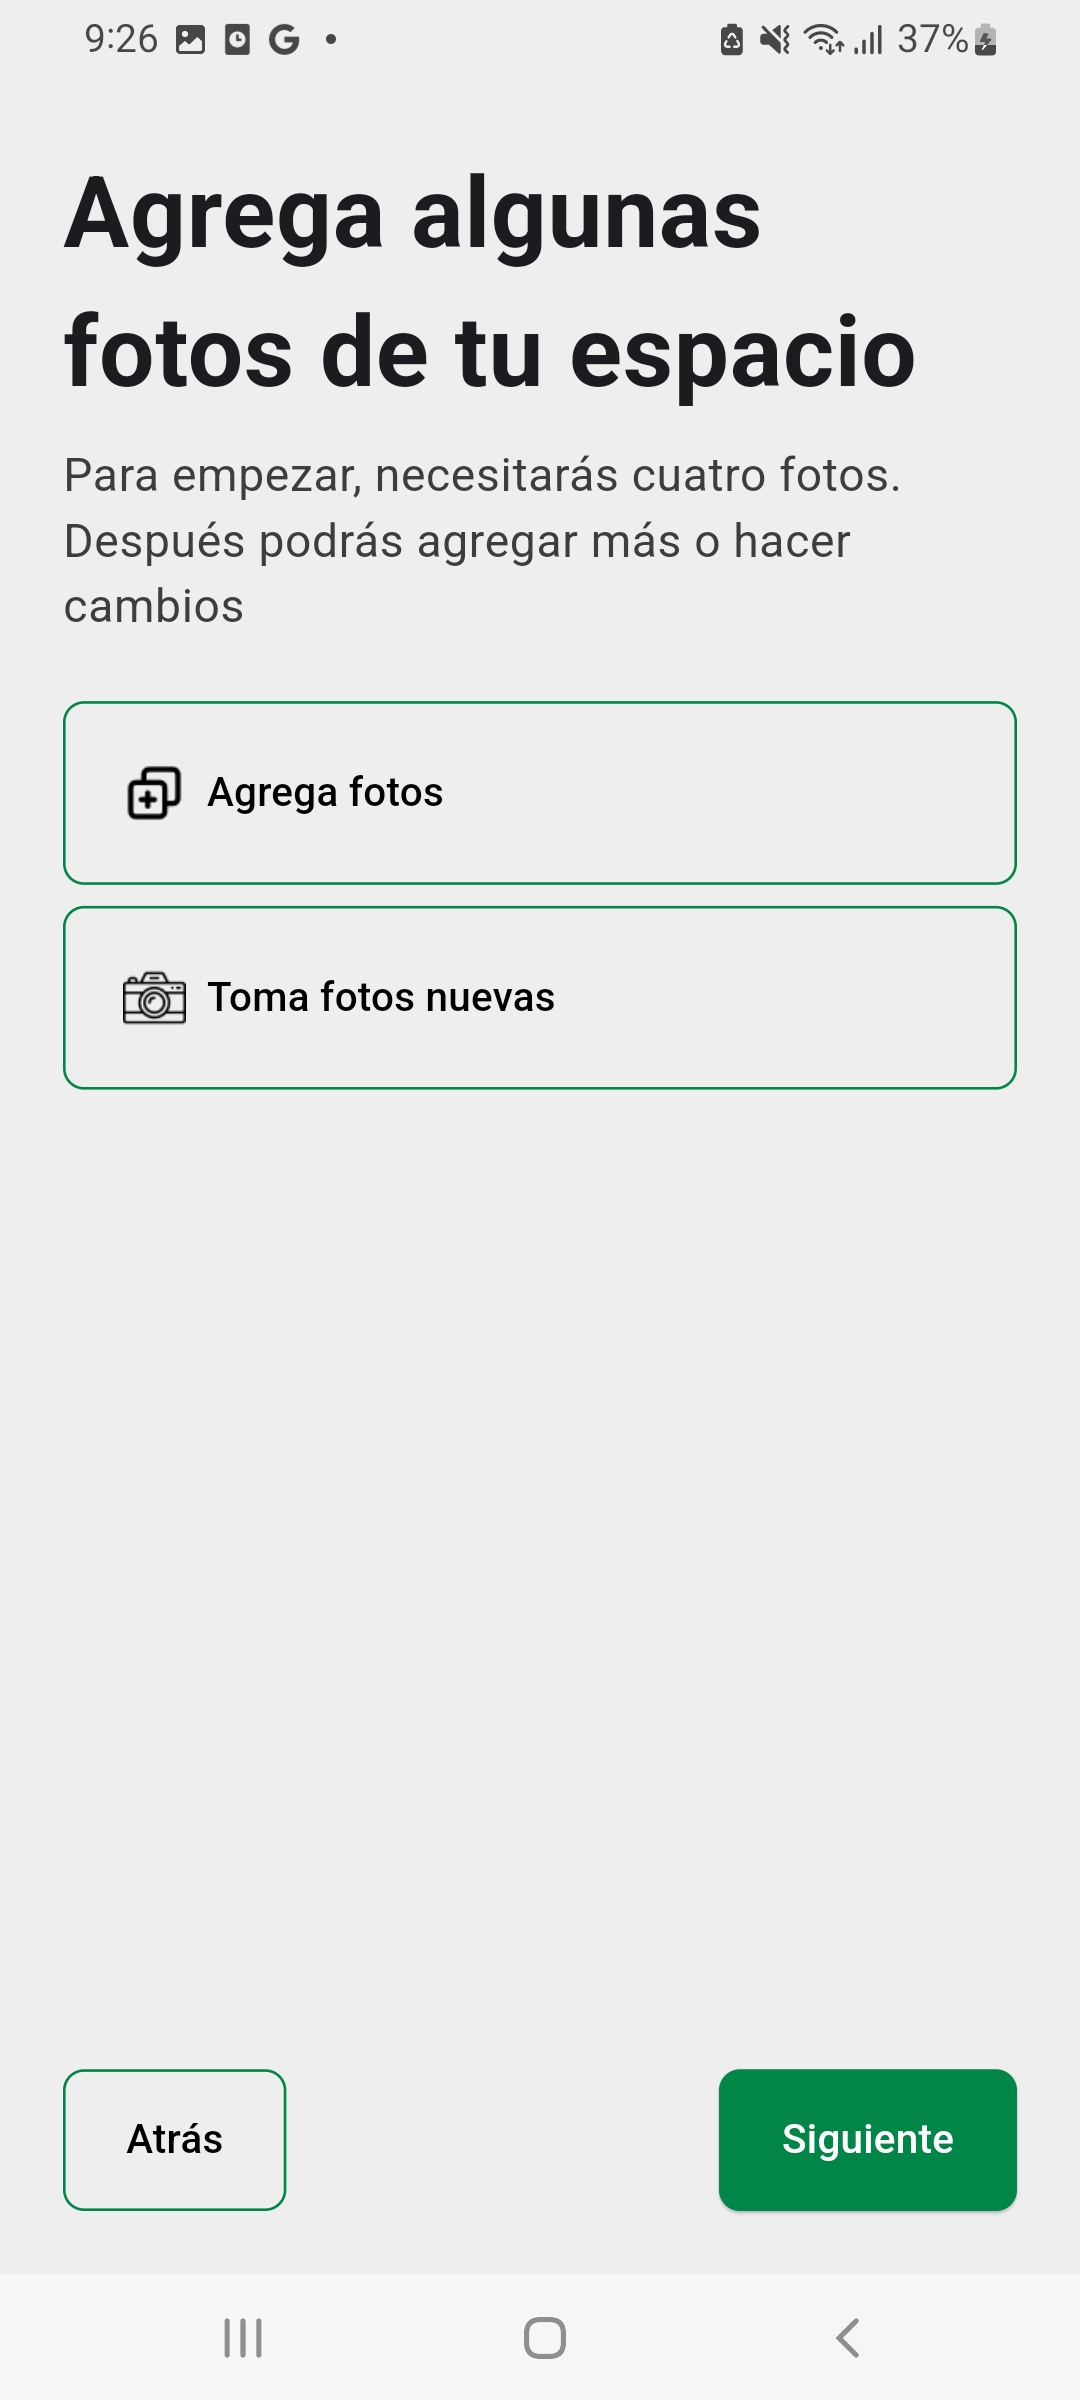 9:26
37%
Agrega algunas
fotos de tu espacio
Para empezar, necesitarás cuatro fotos.
Después podrás agregar más o hacer
cambios
Agrega fotos
Toma fotos nuevas
Atrás
Siguiente